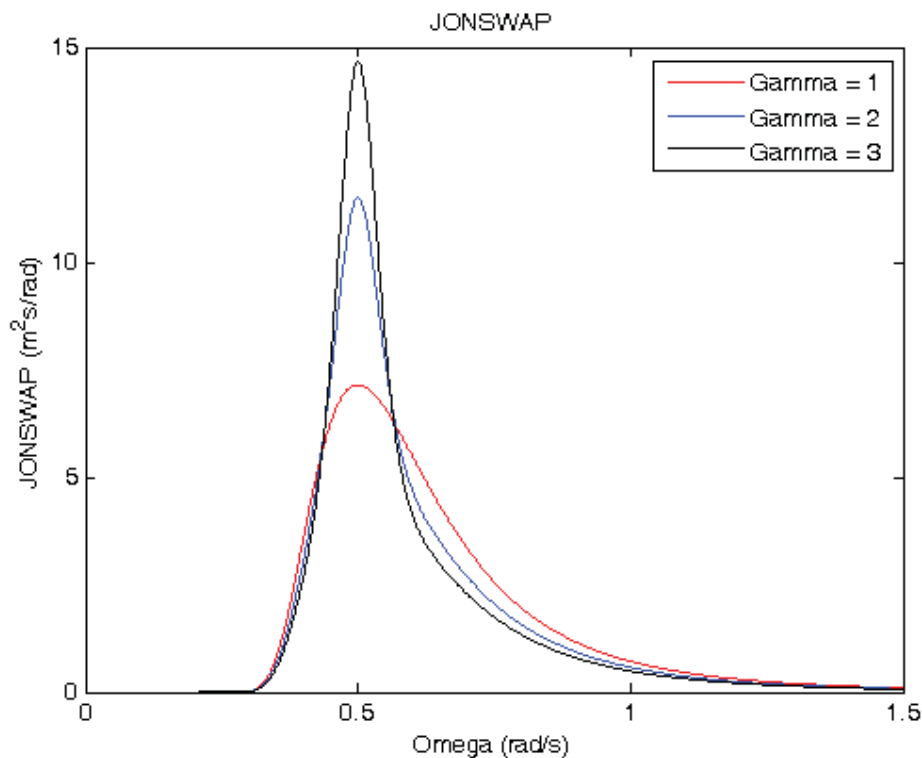 JONSWAP
15
Gamma = 1
Gamma = 2
Gamma = 3
10
JONSWAP (m²s/rad)
5
0
0
0.5
1
1.5
Omega (rad/s)